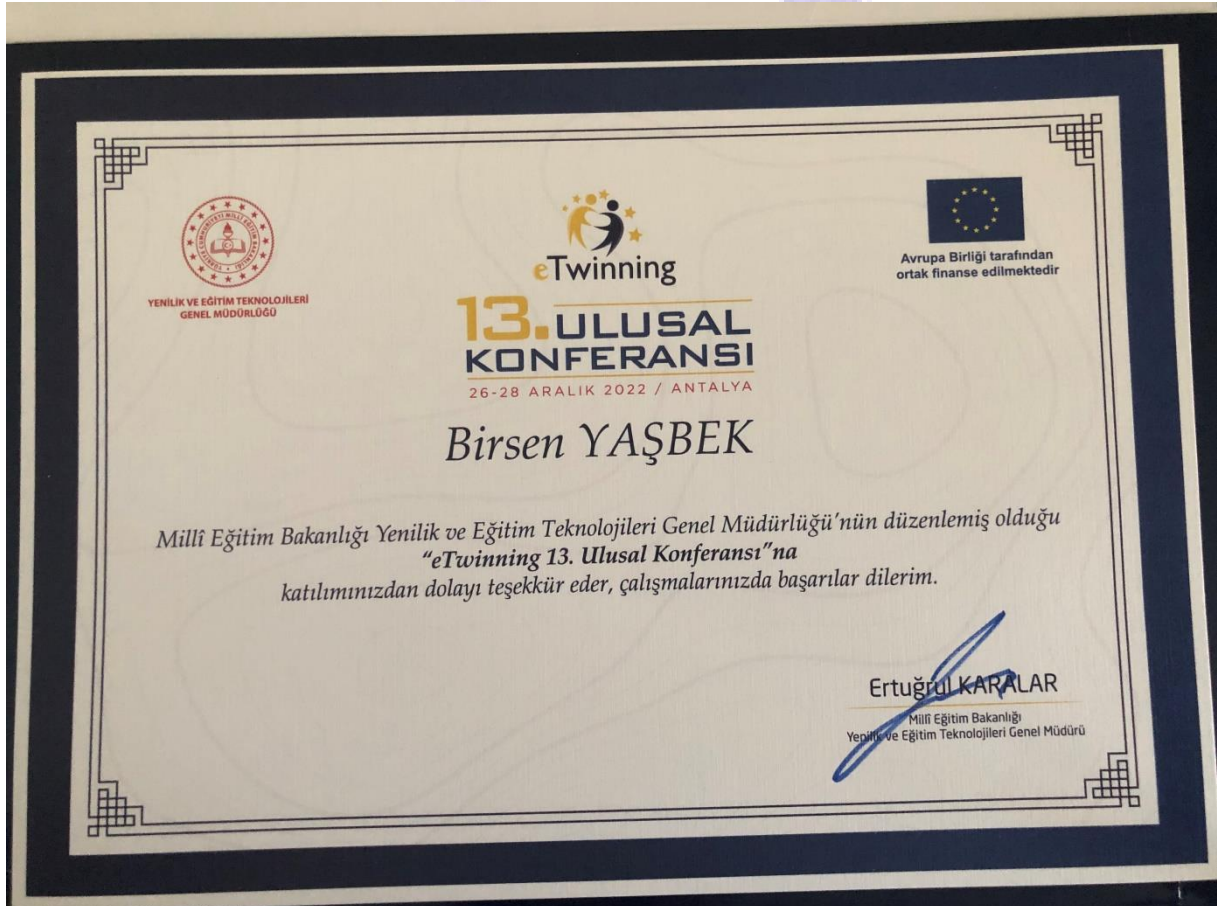 YENİLİK VE EĞİTİM TEKNOLOJİLERİ
GENEL MÜDÜRLÜĞÜ
eTwinning
Avrupa Birliği tarafından
ortak finanse edilmektedir
13. ULUSAL
KONFERANSI
26-28 ARALIK 2022 / ANTALYA
Birsen YAŞBEK
Millî Eğitim Bakanlığı Yenilik ve Eğitim Teknolojileri Genel Müdürlüğü'nün düzenlemiş olduğu
"eTwinning 13. Ulusal Konferansı"na
katılımınızdan dolayı teşekkür eder, çalışmalarınızda başarılar dilerim.
Ertuğrul KARALAR
Millî Eğitim Bakanlığı
Yenilik ve Eğitim Teknolojileri Genel Müdürü